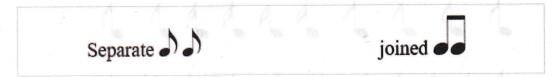 Separate ♪♪ joined ♫